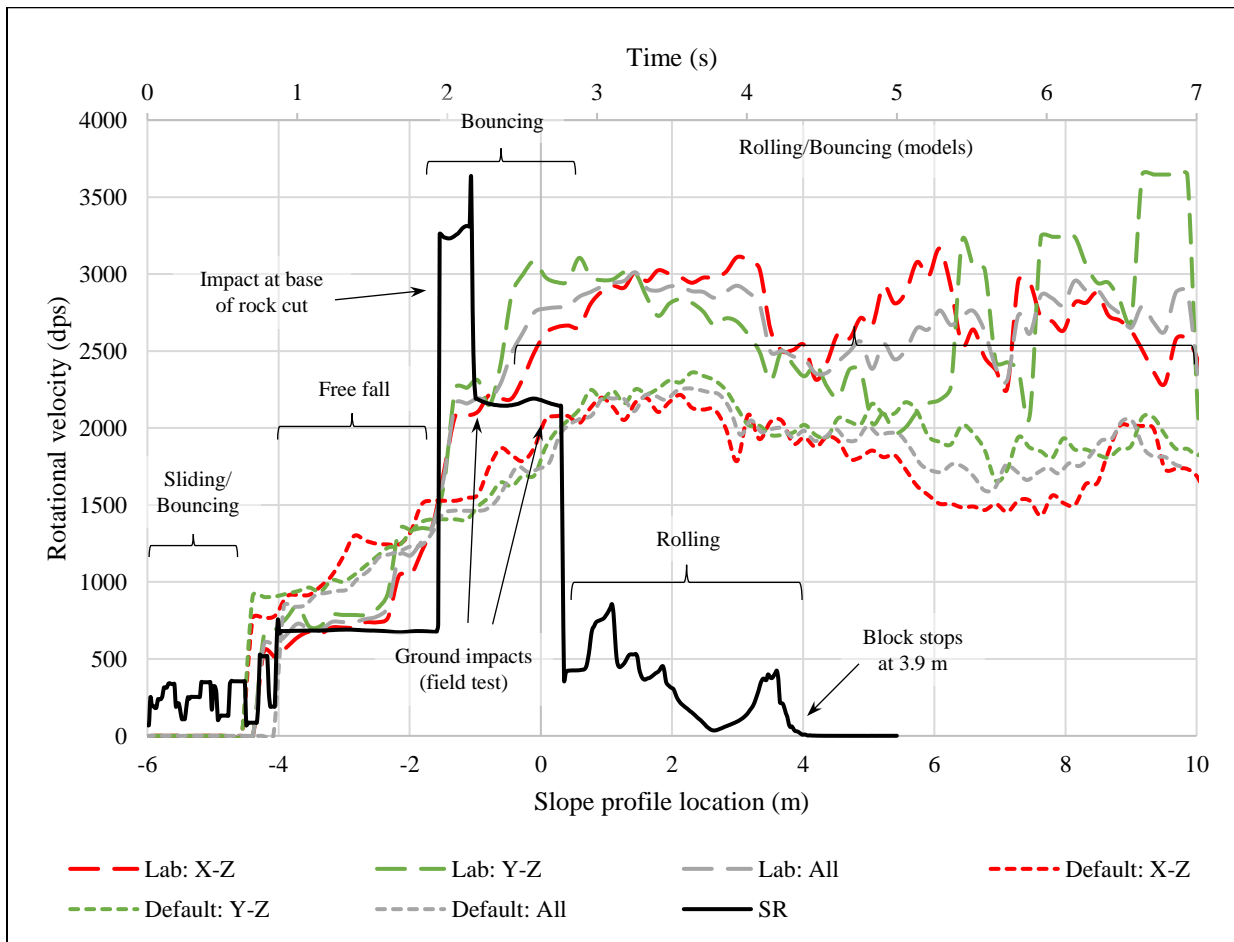 Time (s)
0 1 2 3 4 5 6 7
4000
3500
3000
2500
2000
1500
1000
500
0
Rotational velocity (dps)
Bouncing
Rolling/Bouncing (models)
Impact at base
of rock cut
Free fall
Sliding/
Bouncing
Rolling
Ground impacts
(field test)
Block stops
at 3.9 m
-6 -4 -2 0 2 4 6 8 10
Slope profile location (m)
Lab: X-Z Lab: Y-Z Lab: All Default: X-Z
Default: Y-Z Default: All SR